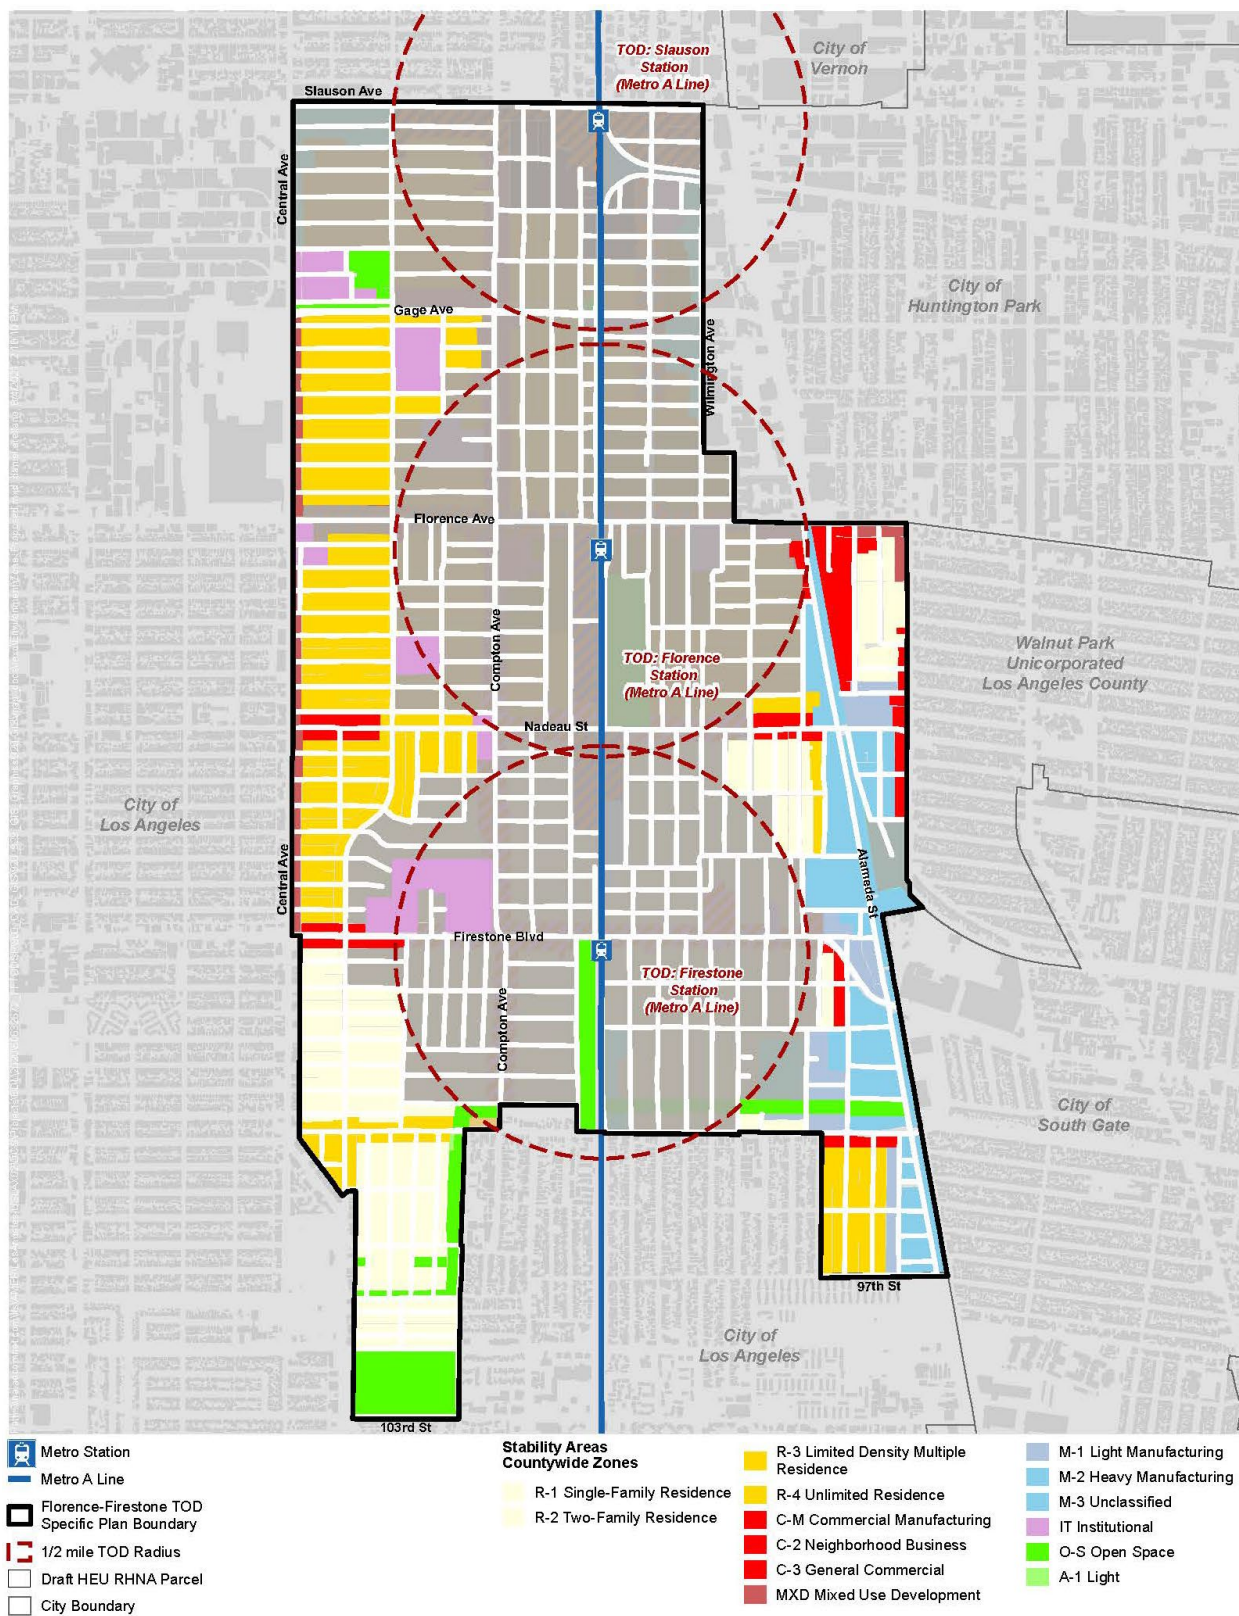 TOD: Slauson
Station
(Metro A Line)
City of
Vernon
Slauson Ave
Central Ave
City of
Huntington Park
Gage Ave
Wilmington Ave
Florence Ave
Compton Ave
TOD: Florence
Station
(Metro A Line)
Walnut Park
Unicorporated
Los Angeles County
Nadeau St
City of
Los Angeles
Central Ave
Alameda St
Firestone Blvd
TOD: Firestone
Station
(Metro A Line)
Compton Ave
City of
South Gate
97th St
City of
Los Angeles
103rd St
Metro Station
Metro A Line
Florence-Firestone TOD
Specific Plan Boundary
1/2 mile TOD Radius
Draft HEU RHNA Parcel
City Boundary
Stability Areas
Countywide Zones
R-1 Single-Family Residence
R-2 Two-Family Residence
R-3 Limited Density Multiple
Residence
R-4 Unlimited Residence
C-M Commercial Manufacturing
C-2 Neighborhood Business
C-3 General Commercial
MXD Mixed Use Development
M-1 Light Manufacturing
M-2 Heavy Manufacturing
M-3 Unclassified
IT Institutional
O-S Open Space
A-1 Light